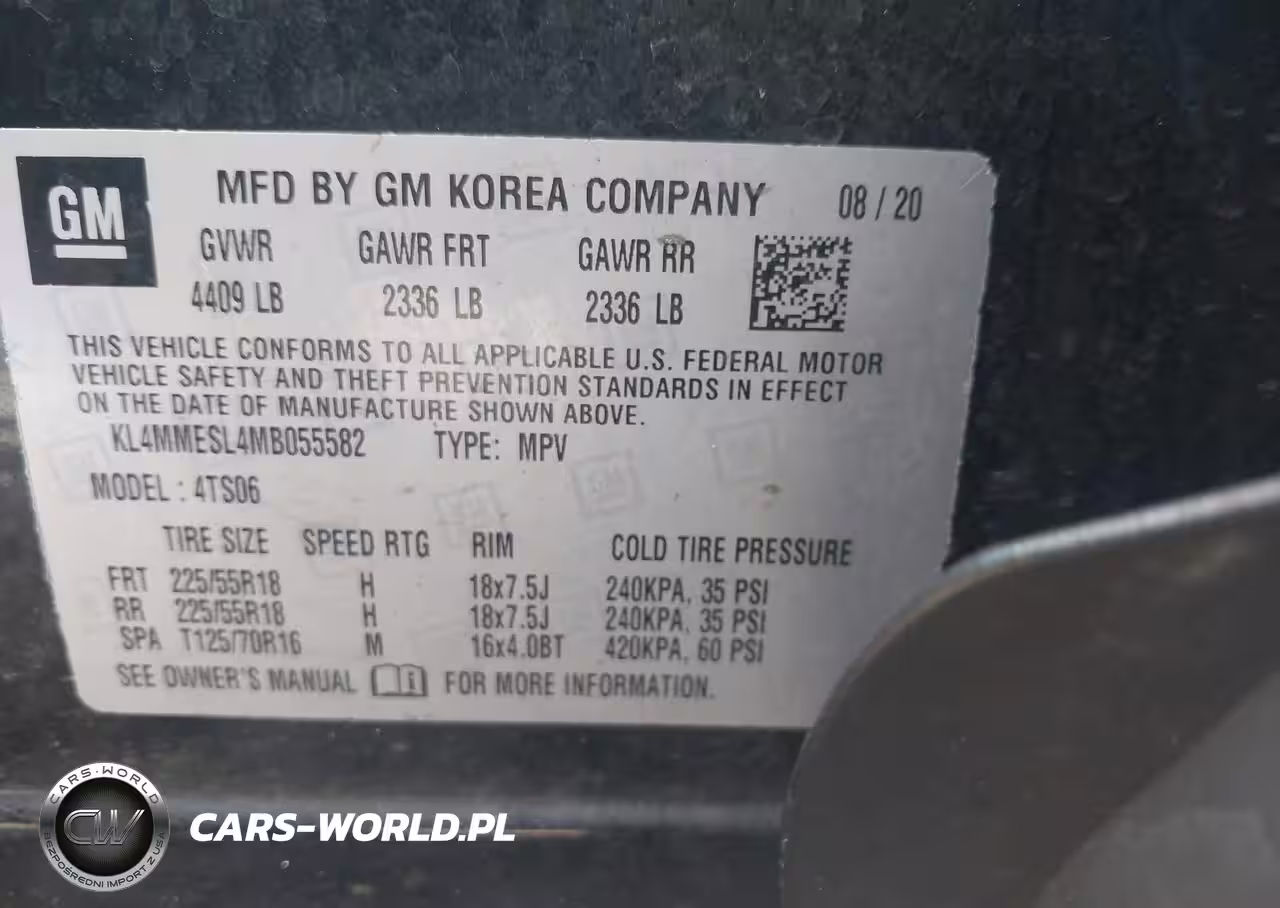 GM
MFD BY GM KOREA COMPANY 08 / 20
GVWR GAWR FRT GAWR RR
4409 LB 2336 LB 2336 LB
THIS VEHICLE CONFORMS TO ALL APPLICABLE U.S. FEDERAL MOTOR
VEHICLE SAFETY AND THEFT PREVENTION STANDARDS IN EFFECT
ON THE DATE OF MANUFACTURE SHOWN ABOVE.
KL4MMESL4MB055582 TYPE: MPV
MODEL : 4TS06
TIRE SIZE SPEED RTG RIM COLD TIRE PRESSURE
FRT 225/55R18 H 18x7.5J 240KPA, 35 PSI
RR 225/55R18 H 18x7.5J 240KPA, 35 PSI
SPA T125/70R16 M 16x4.0BT 420KPA, 60 PSI
SEE OWNER'S MANUAL i FOR MORE INFORMATION.
CARS-WORLD
CW
BEZPOŚREDNI IMPORT Z USA
CARS-WORLD.PL